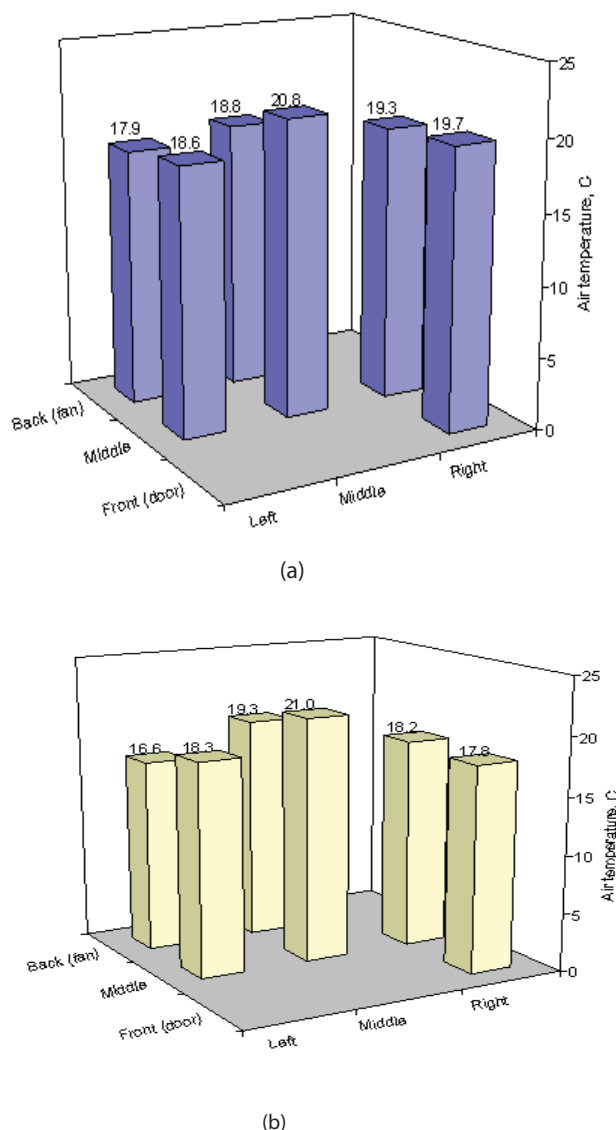 25
20.8
18.8
19.3
19.7
17.9
18.6
20
15
10
5
0
Air temperature, C
Back (fan)
Middle
Front (door)
Left
Middle
Right
(a)
25
21.0
19.3
18.2
17.8
16.6
18.3
20
15
10
5
0
Air temperature, C
Back (fan)
Middle
Front (door)
Left
Middle
Right
(b)